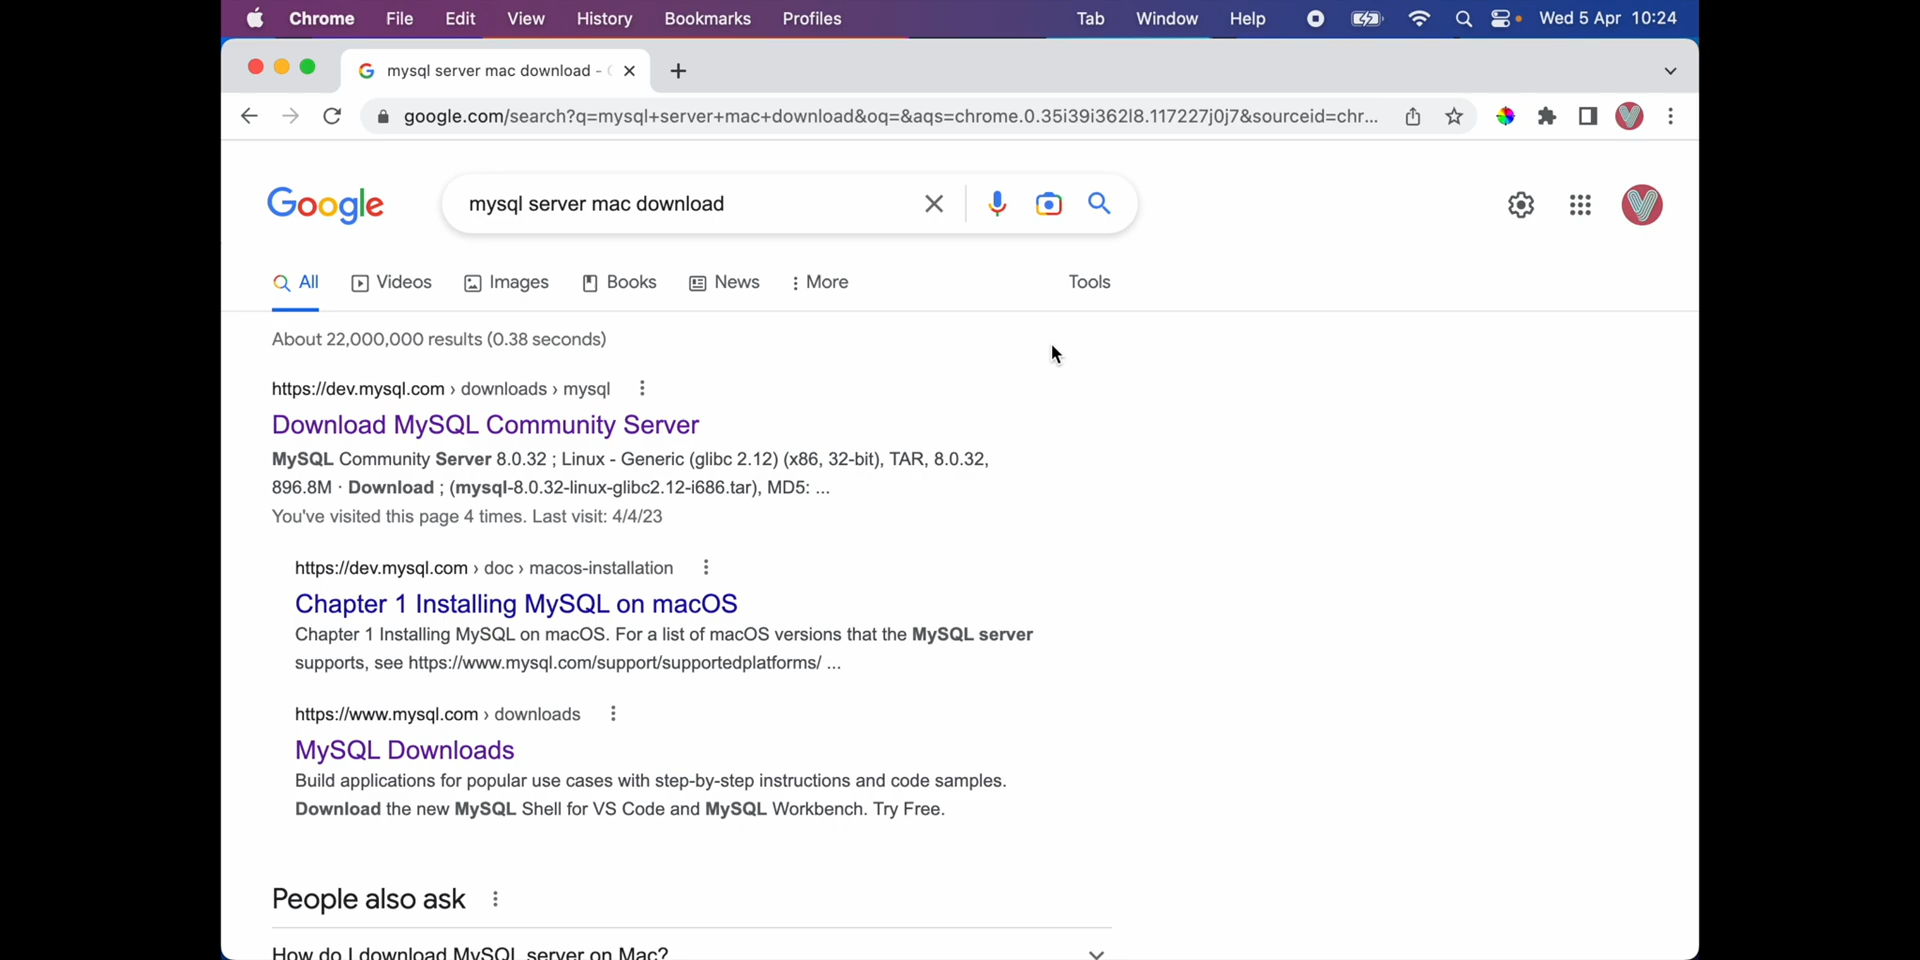 Chrome File Edit View History Bookmarks Profiles Tab Window Help Wed 5 Apr 10:24
mysql server mac download -
google.com/search?q=mysql+server+mac+download&oq=&aqs=chrome.0.35i39i362l8.117227j0j7&sourceid=chr...
Google mysql server mac download
All Videos Images Books News More Tools
About 22,000,000 results (0.38 seconds)
https://dev.mysql.com › downloads › mysql
Download MySQL Community Server
MySQL Community Server 8.0.32 ; Linux - Generic (glibc 2.12) (x86, 32-bit), TAR, 8.0.32,
896.8M · Download ; (mysql-8.0.32-linux-glibc2.12-i686.tar), MD5: ...
You've visited this page 4 times. Last visit: 4/4/23
https://dev.mysql.com › doc › macos-installation
Chapter 1 Installing MySQL on macOS
Chapter 1 Installing MySQL on macOS. For a list of macOS versions that the MySQL server
supports, see https://www.mysql.com/support/supportedplatforms/ ...
https://www.mysql.com › downloads
MySQL Downloads
Build applications for popular use cases with step-by-step instructions and code samples.
Download the new MySQL Shell for VS Code and MySQL Workbench. Try Free.
People also ask
How do I download MySQL server on Mac?